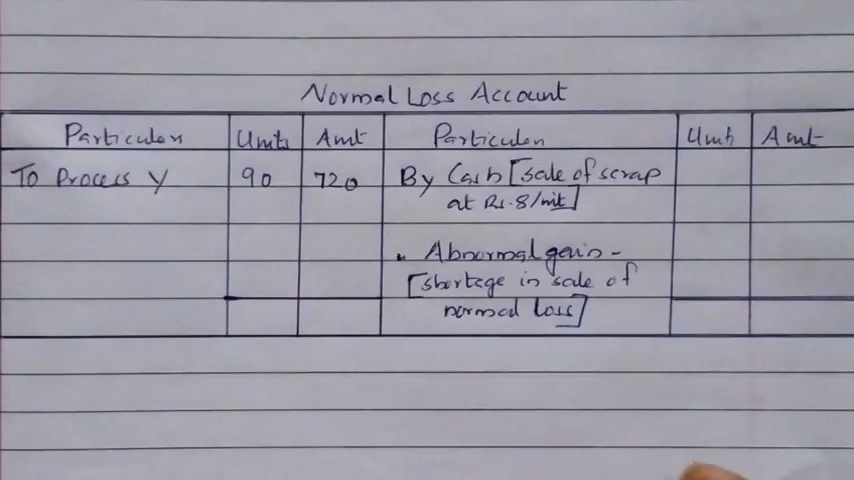 Normal Loss Account
Particulars Units Amt Particulars Units Amt
To Process Y 90 720 By Cash [sale of scrap
at Rs.8/unit]
" Abnormal gain -
[shortage in sale of
normal loss]